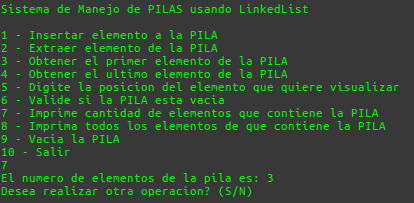 Sistema de Manejo de PILAS usando LinkedList
1 - Insertar elemento a la PILA
2 - Extraer elemento de la PILA
3 - Obtener el primer elemento de la PILA
4 - Obtener el ultimo elemento de la PILA
5 - Digite la posicion del elemento que quiere visualizar
6 - Valide si la PILA esta vacia
7 - Imprime cantidad de elementos que contiene la PILA
8 - Imprima todos los elementos de que contiene la PILA
9 - Vacia la PILA
10 - Salir
7
El numero de elementos de la pila es: 3
Desea realizar otra operacion? (S/N)